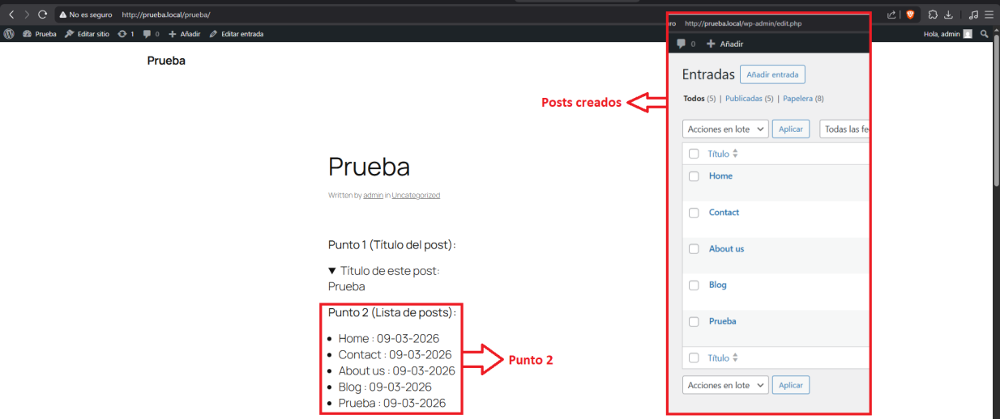 No es seguro http://prueba.local/prueba/
Prueba Editar sitio 1 0 Añadir Editar entrada
Hola, admin
Prueba
Prueba
Written by admin in Uncategorized
Punto 1 (Título del post):
Título de este post:
Prueba
Punto 2 (Lista de posts):
Home : 09-03-2026
Contact : 09-03-2026
About us : 09-03-2026
Blog : 09-03-2026
Prueba : 09-03-2026
Punto 2
Posts creados
uro http://prueba.local/wp-admin/edit.php
0 Añadir
Entradas Añadir entrada
Todos (5) | Publicadas (5) | Papelera (8)
Acciones en lote Aplicar Todas las fe
Título
Home
Contact
About us
Blog
Prueba
Título
Acciones en lote Aplicar